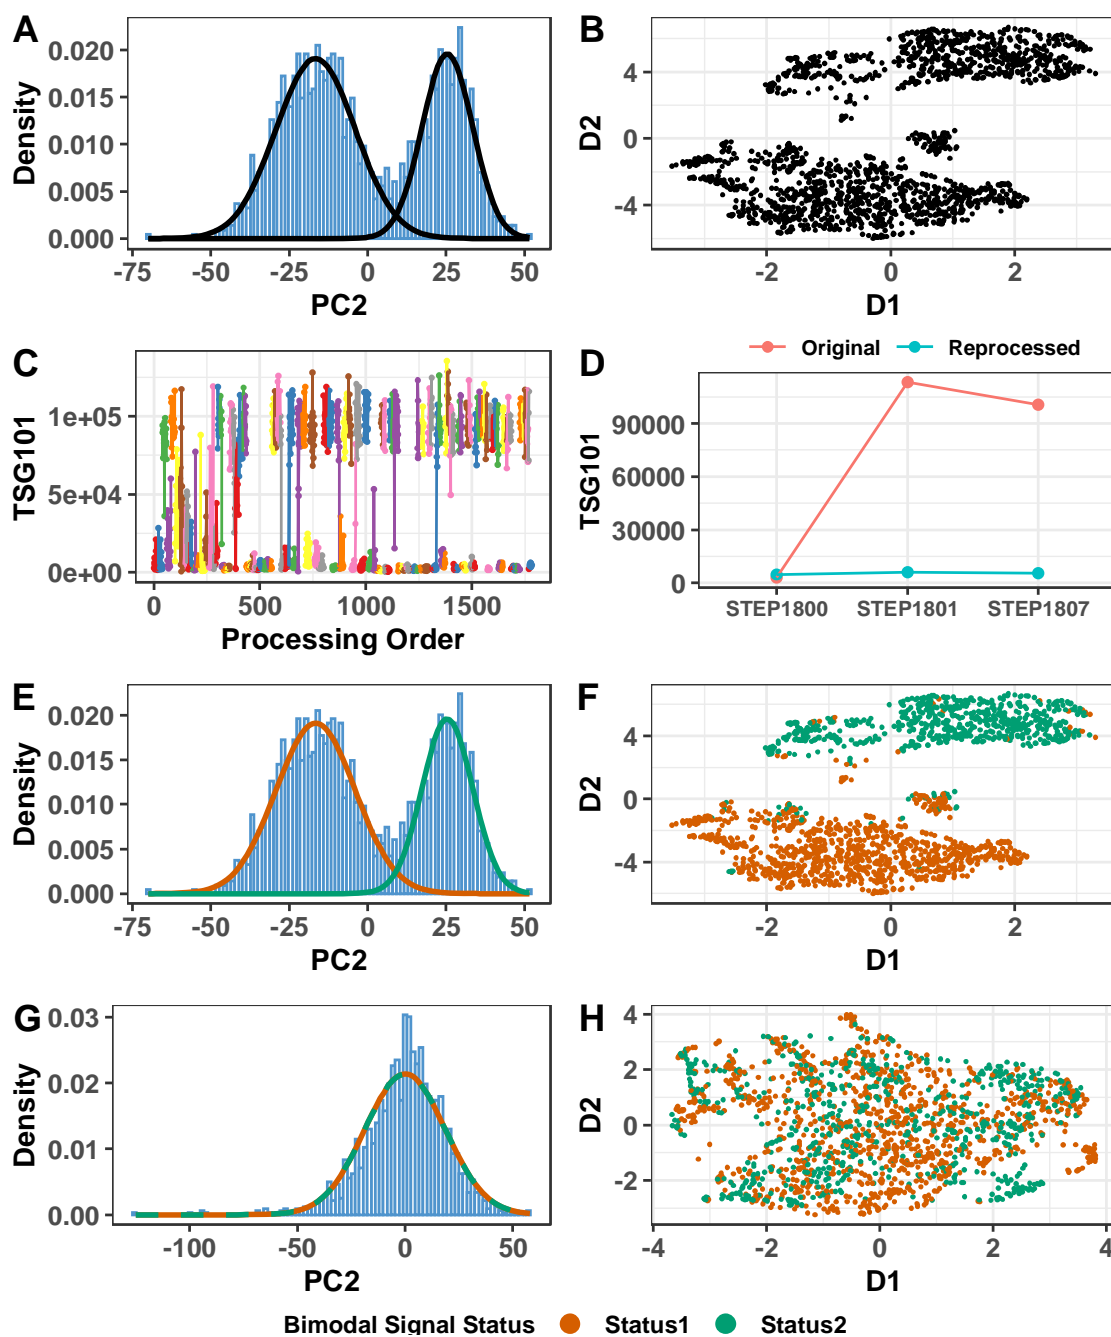 A
Density
0.020
0.015
0.010
0.005
0.000
-75 -50 -25 0 25 50
PC2
B
D2
4
0
-4
-2 0 2
D1
C
TSG101
1e+05
5e+04
0e+00
0 500 1000 1500
Processing Order
Original Reprocessed
D
TSG101
90000
60000
30000
0
STEP1800 STEP1801 STEP1807
E
Density
0.020
0.015
0.010
0.005
0.000
-75 -50 -25 0 25 50
PC2
F
D2
4
0
-4
-2 0 2
D1
G
Density
0.03
0.02
0.01
0.00
-100 -50 0 50
PC2
H
D2
4
2
0
-2
-4 -2 0 2 4
D1
Bimodal Signal Status Status1 Status2